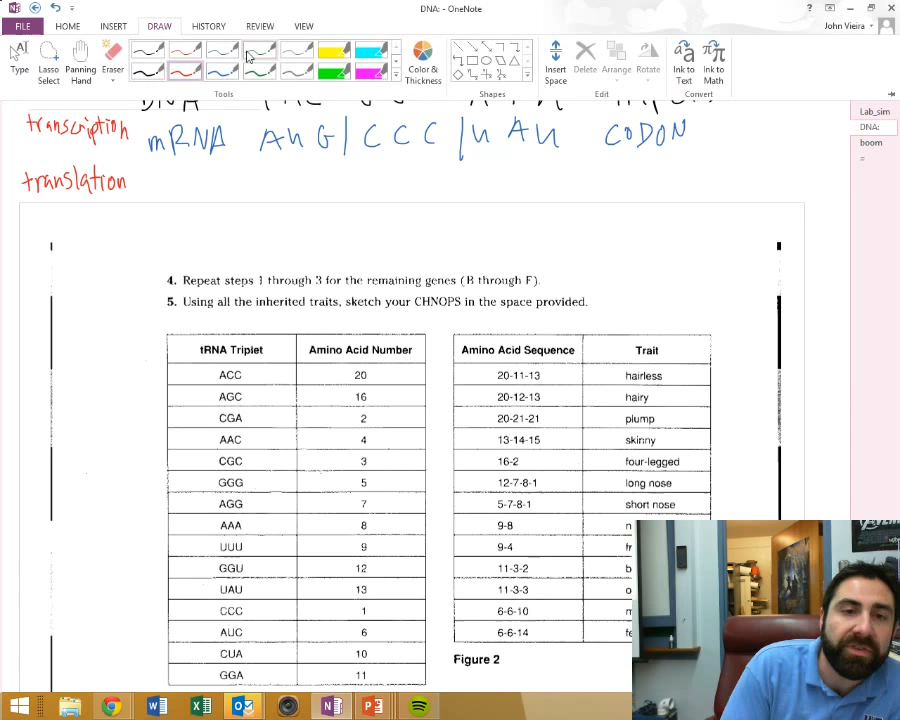 DNA: - OneNote
FILE HOME INSERT DRAW HISTORY REVIEW VIEW
John Vieira
Type Lasso Select Panning Hand Eraser Color & Thickness Insert Space Delete Arrange Rotate Ink to Text Ink to Math
Tools Shapes Edit Convert
DNA
transcription mRNA AUG/CCC/UAU CODON
translation
Lab_sim
DNA:
boom
=
4. Repeat steps 1 through 3 for the remaining genes (B through F).
5. Using all the inherited traits, sketch your CHNOPS in the space provided.
tRNA Triplet Amino Acid Number
ACC 20
AGC 16
CGA 2
AAC 4
CGC 3
GGG 5
AGG 7
AAA 8
UUU 9
GGU 12
UAU 13
CCC 1
AUC 6
CUA 10
GGA 11
Amino Acid Sequence Trait
20-11-13 hairless
20-12-13 hairy
20-21-21 plump
13-14-15 skinny
16-2 four-legged
12-7-8-1 long nose
5-7-8-1 short nose
9-8
9-4
11-3-2
11-3-3
6-6-10
6-6-14
Figure 2